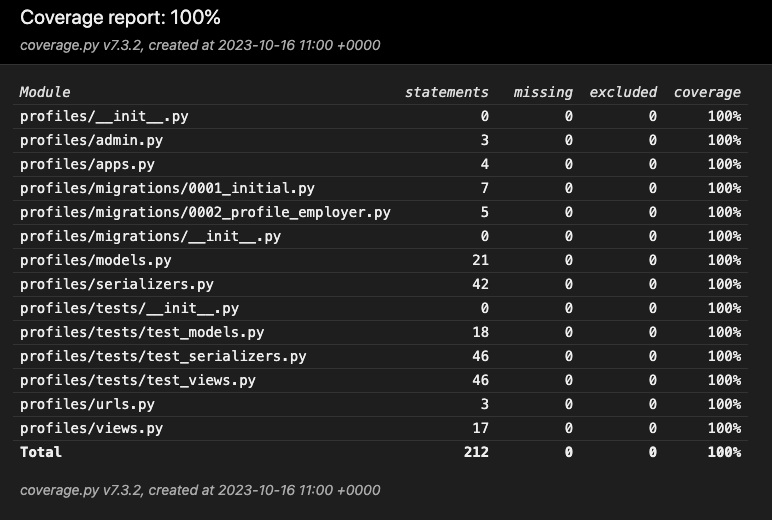 Coverage report: 100%
coverage.py v7.3.2, created at 2023-10-16 11:00 +0000
Module statements missing excluded coverage
profiles/__init__.py 0 0 0 100%
profiles/admin.py 3 0 0 100%
profiles/apps.py 4 0 0 100%
profiles/migrations/0001_initial.py 7 0 0 100%
profiles/migrations/0002_profile_employer.py 5 0 0 100%
profiles/migrations/__init__.py 0 0 0 100%
profiles/models.py 21 0 0 100%
profiles/serializers.py 42 0 0 100%
profiles/tests/__init__.py 0 0 0 100%
profiles/tests/test_models.py 18 0 0 100%
profiles/tests/test_serializers.py 46 0 0 100%
profiles/tests/test_views.py 46 0 0 100%
profiles/urls.py 3 0 0 100%
profiles/views.py 17 0 0 100%
Total 212 0 0 100%
coverage.py v7.3.2, created at 2023-10-16 11:00 +0000